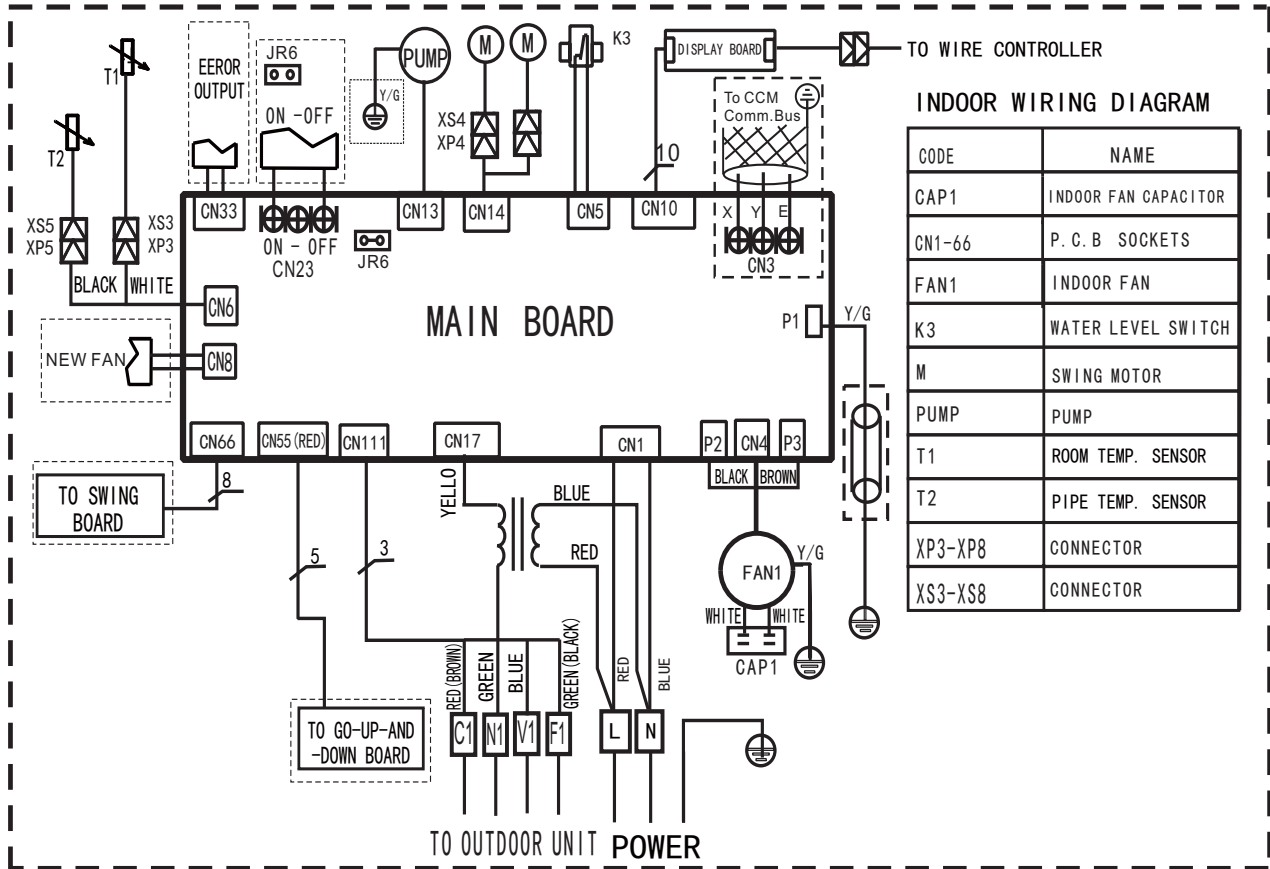 JR6
EEROR
OUTPUT
ON -OFF
T1
T2
PUMP
Y/G
M
M
K3
DISPLAY BOARD
TO WIRE CONTROLLER
XS4
XP4
10
To CCM
Comm.Bus
XS5
XP5
XS3
XP3
BLACK
WHITE
CN33
ON - OFF
CN23
JR6
CN13
CN14
CN5
CN10
X Y E
CN3
CN6
NEW FAN
CN8
MAIN BOARD
P1
Y/G
CN66
CN55(RED)
CN111
CN17
CN1
P2
CN4
P3
TO SWING
BOARD
8
5
3
YELLO
BLUE
RED
BLACK
BROWN
FAN1
Y/G
WHITE
WHITE
CAP1
TO GO-UP-AND
-DOWN BOARD
RED(BROWN)
GREEN
BLUE
GREEN(BLACK)
RED
BLUE
C1
N1
V1
F1
L
N
TO OUTDOOR UNIT
POWER
INDOOR WIRING DIAGRAM
CODE NAME
CAP1 INDOOR FAN CAPACITOR
CN1-66 P.C.B SOCKETS
FAN1 INDOOR FAN
K3 WATER LEVEL SWITCH
M SWING MOTOR
PUMP PUMP
T1 ROOM TEMP. SENSOR
T2 PIPE TEMP. SENSOR
XP3-XP8 CONNECTOR
XS3-XS8 CONNECTOR